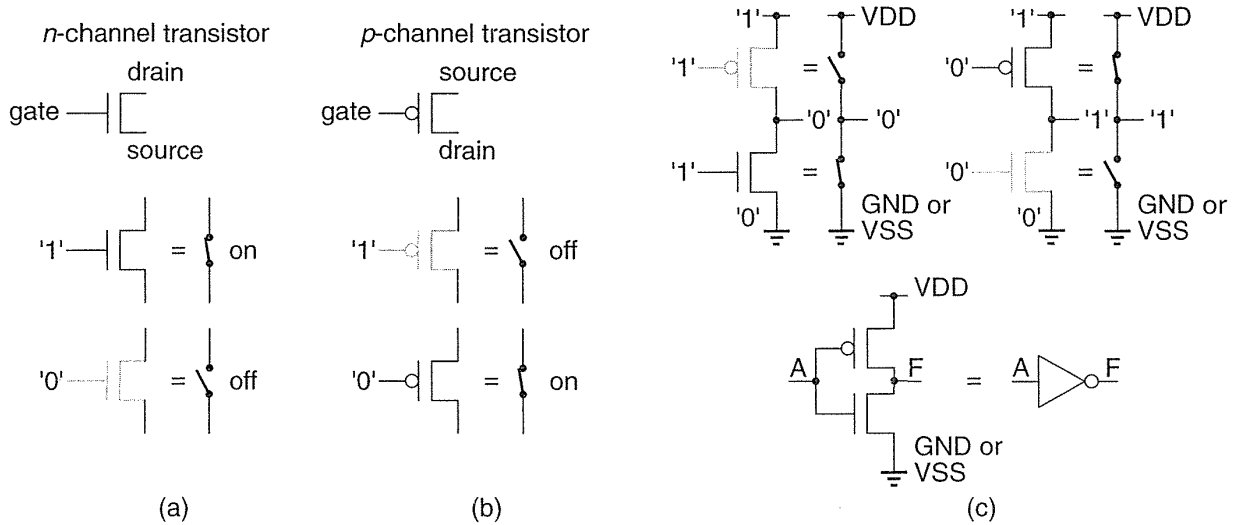 n-channel transistor
drain
gate
source
'1' = on
'0' = off
(a)
p-channel transistor
source
gate
drain
'1' = off
'0' = on
(b)
'1' VDD
'1' =
'0' '0'
'1' =
'0' GND or
VSS
'1' VDD
'0' =
'1' '1'
'0' =
'0' GND or
VSS
VDD
A F = A F
GND or
VSS
(c)